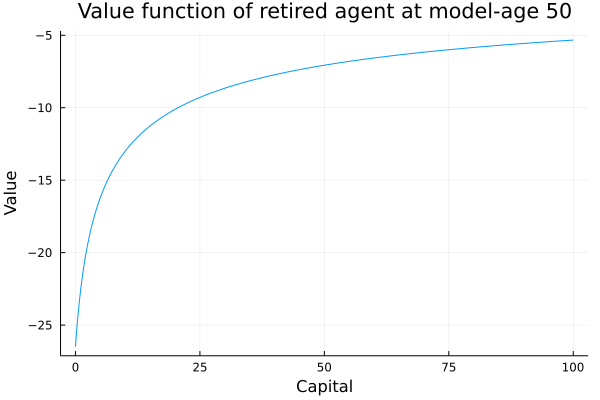 Value function of retired agent at model-age 50
Value
−5
−10
−15
−20
−25
0 25 50 75 100
Capital